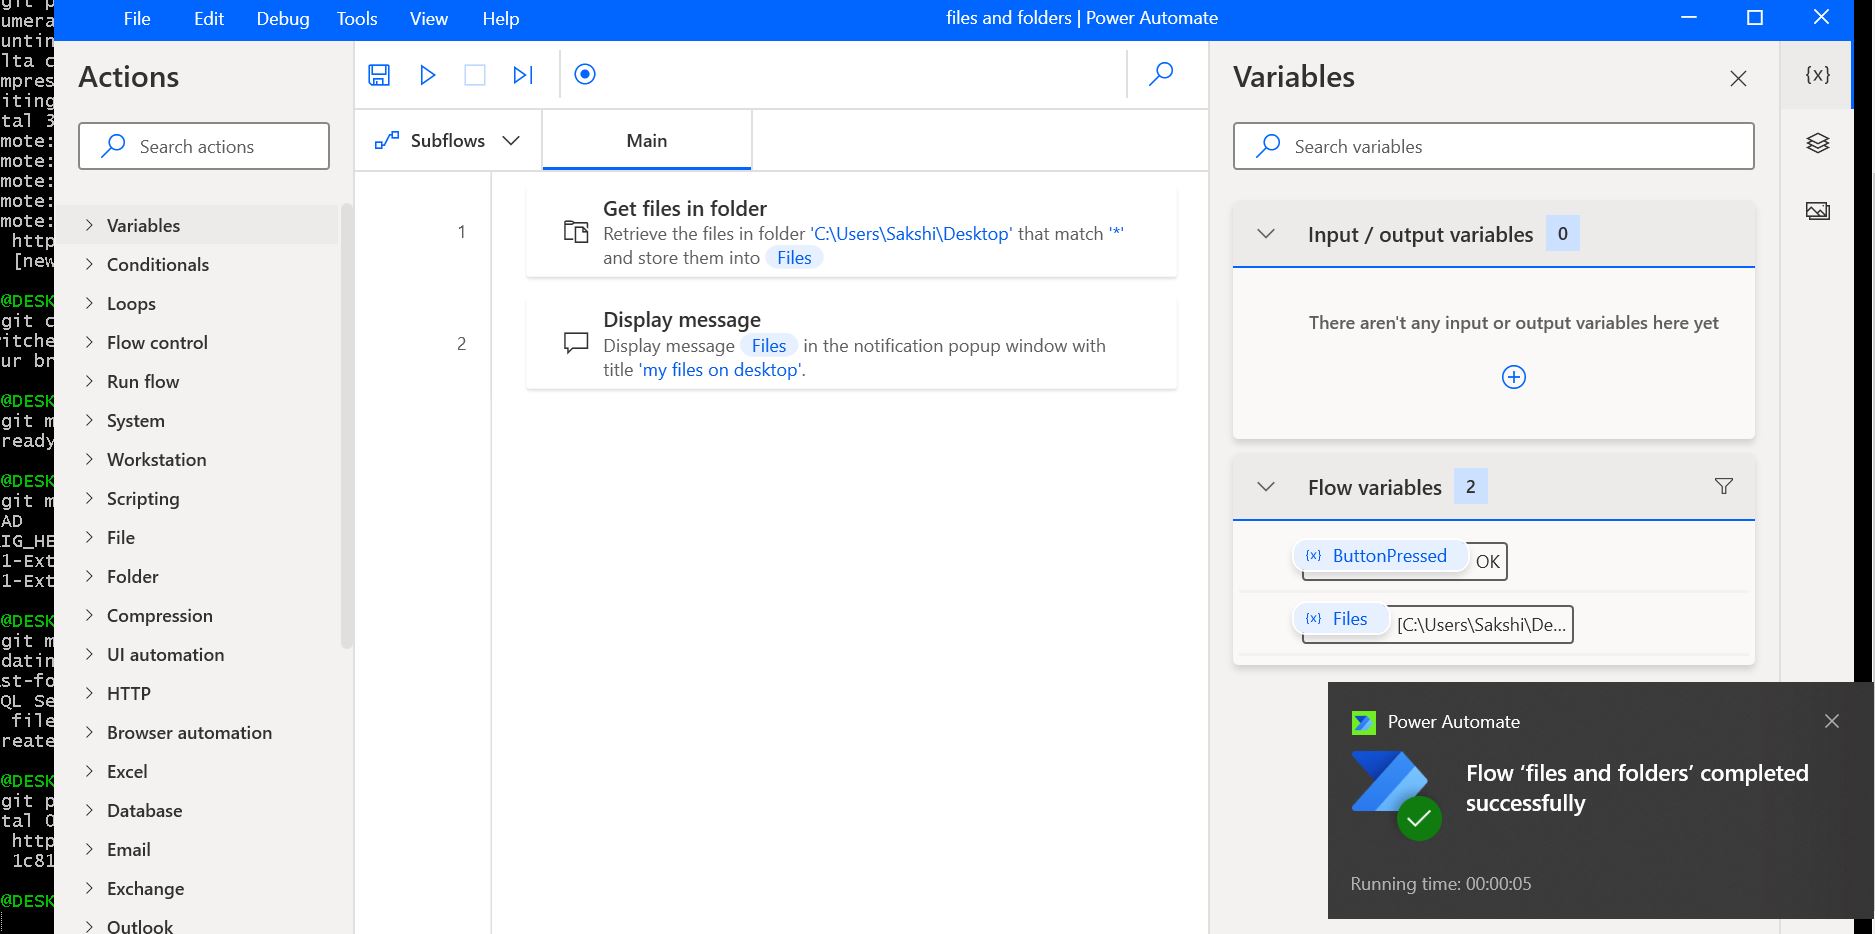 File Edit Debug Tools View Help
files and folders | Power Automate
Actions
Search actions
Variables
Conditionals
Loops
Flow control
Run flow
System
Workstation
Scripting
File
Folder
Compression
UI automation
HTTP
Browser automation
Excel
Database
Email
Exchange
Outlook
Subflows
Main
1
Get files in folder
Retrieve the files in folder 'C:\Users\Sakshi\Desktop' that match '*'
and store them into Files
2
Display message
Display message Files in the notification popup window with
title 'my files on desktop'.
Variables
{x}
Search variables
Input / output variables 0
There aren't any input or output variables here yet
Flow variables 2
{x} ButtonPressed OK
{x} Files [C:\Users\Sakshi\De...
Power Automate
Flow ‘files and folders’ completed
successfully
Running time: 00:00:05
git p
umera
untin
lta c
mpres
iting
tal 3
mote:
mote:
mote:
mote:
mote:
http
[new
@DESK
git c
itche
ur br
@DESK
git m
ready
@DESK
git m
AD
IG_HE
1-Ext
1-Ext
@DESK
git m
datin
st-fo
QL Se
file
reate
@DESK
git p
tal 0
http
1c81
@DESK